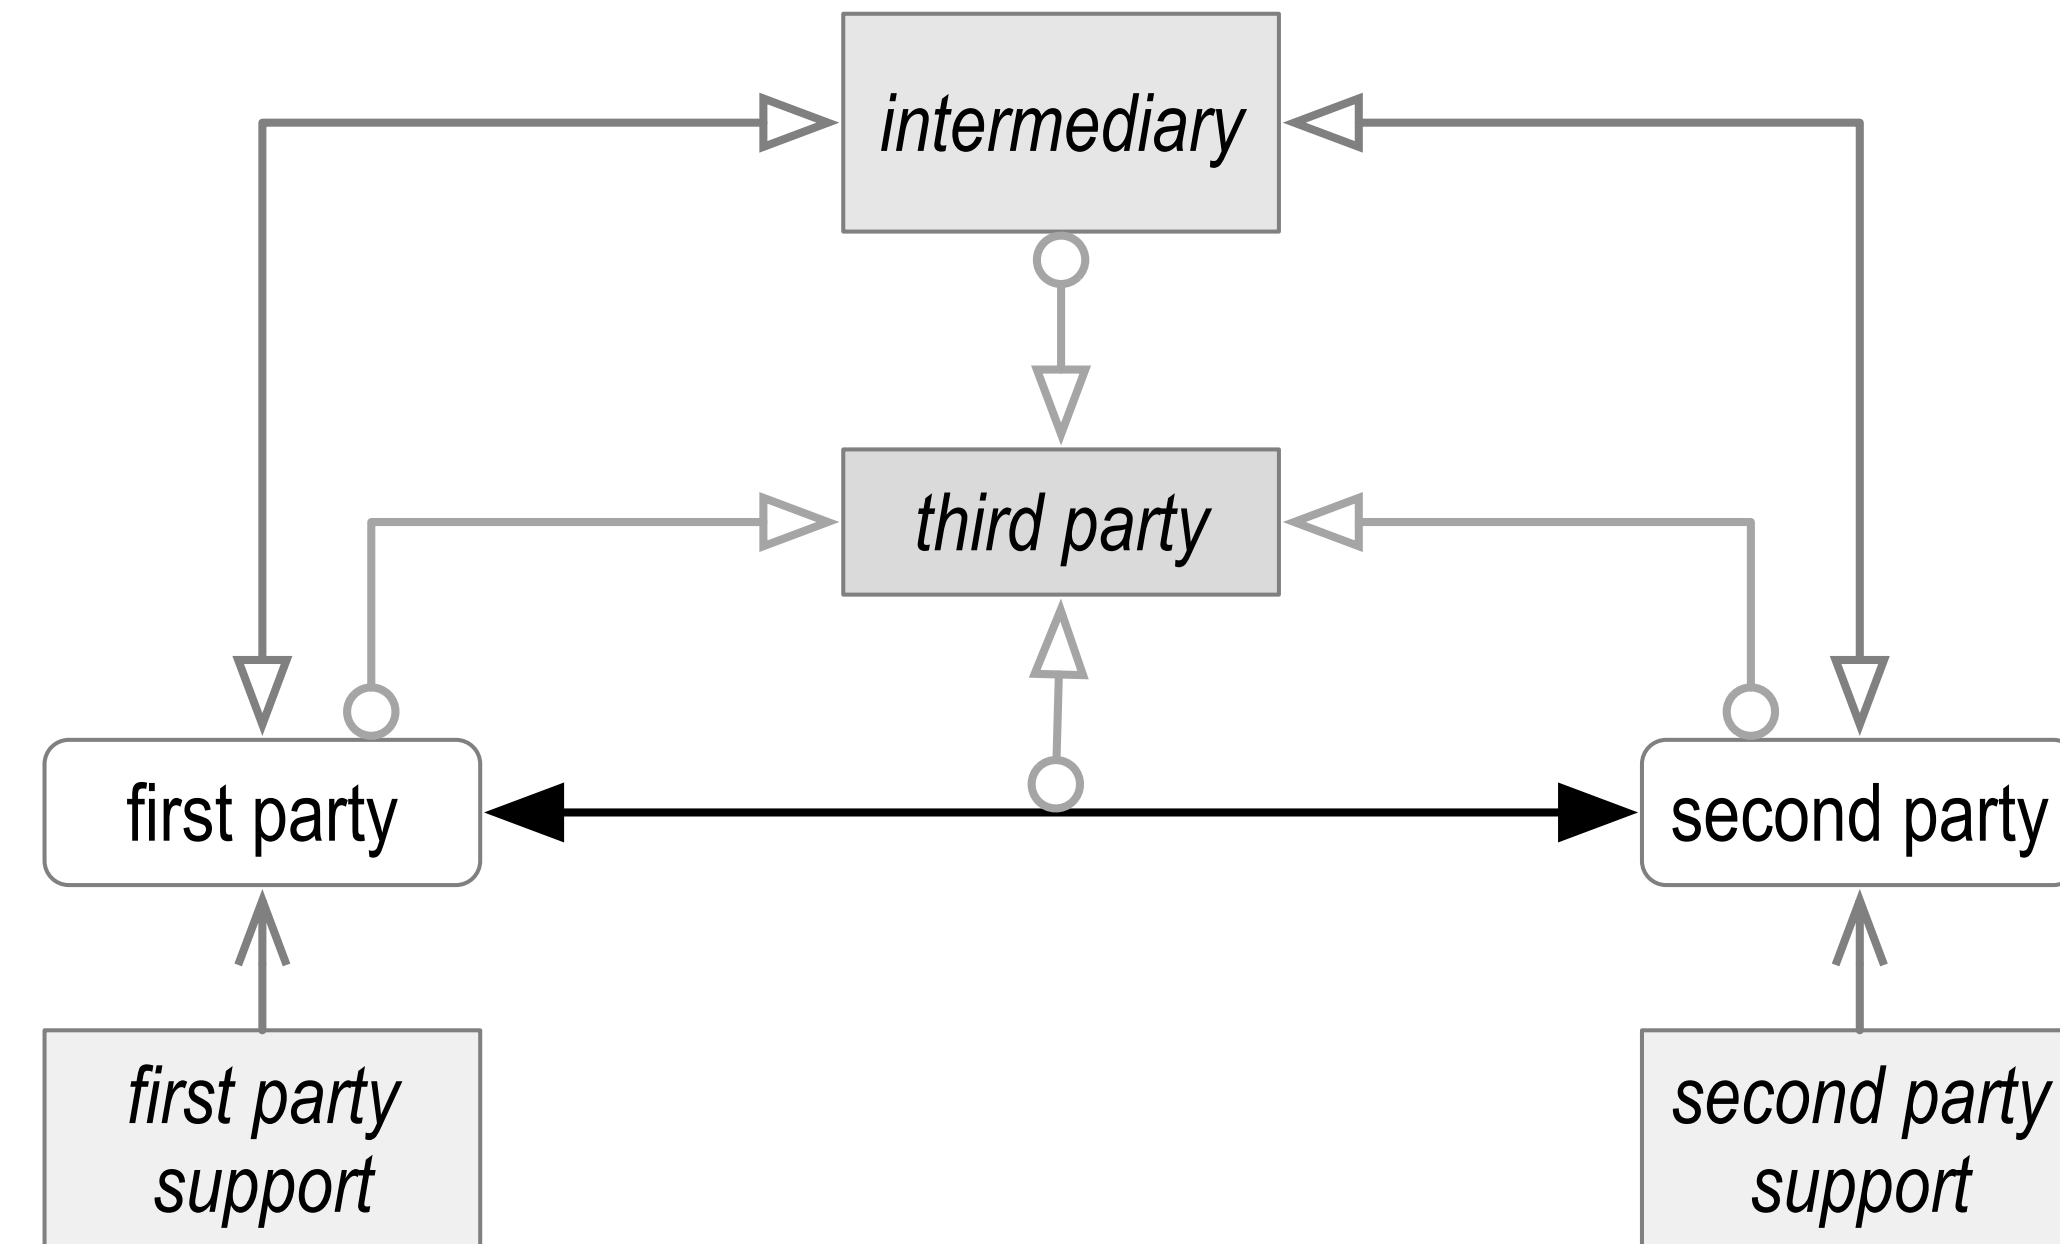 intermediary
third party
first party
second party
first party
support
second party
support